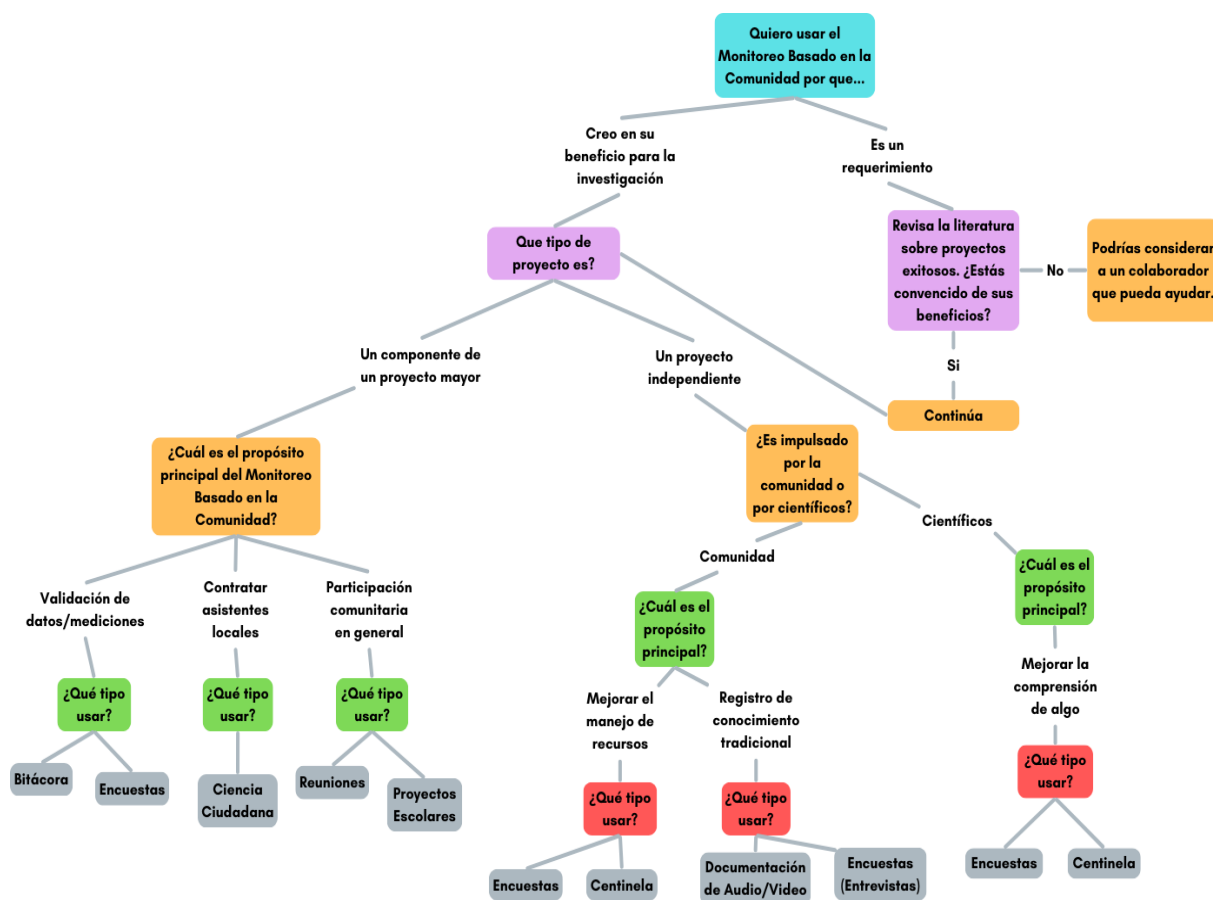 Quiero usar el
Monitoreo Basado en la
Comunidad por que...
Creo en su
beneficio para la
investigación
Es un
requerimiento
Que tipo de
proyecto es?
Revisa la literatura
sobre proyectos
exitosos. ¿Estás
convencido de sus
beneficios?
No
Podrías considerar
a un colaborador
que pueda ayudar.
Si
Continúa
Un componente de
un proyecto mayor
Un proyecto
independiente
¿Cuál es el propósito
principal del Monitoreo
Basado en la
Comunidad?
¿Es impulsado
por la
comunidad o
por científicos?
Comunidad
Científicos
Validación de
datos/mediciones
Contratar
asistentes
locales
Participación
comunitaria
en general
¿Cuál es el
propósito
principal?
¿Cuál es el
propósito
principal?
¿Qué tipo
usar?
¿Qué tipo
usar?
¿Qué tipo
usar?
Mejorar el
manejo de
recursos
Registro de
conocimiento
tradicional
Mejorar la
comprensión
de algo
Bitácora
Encuestas
Ciencia
Ciudadana
Reuniones
Proyectos
Escolares
¿Qué tipo
usar?
¿Qué tipo
usar?
¿Qué tipo
usar?
Encuestas
Centinela
Documentación
de Audio/Video
Encuestas
(Entrevistas)
Encuestas
Centinela